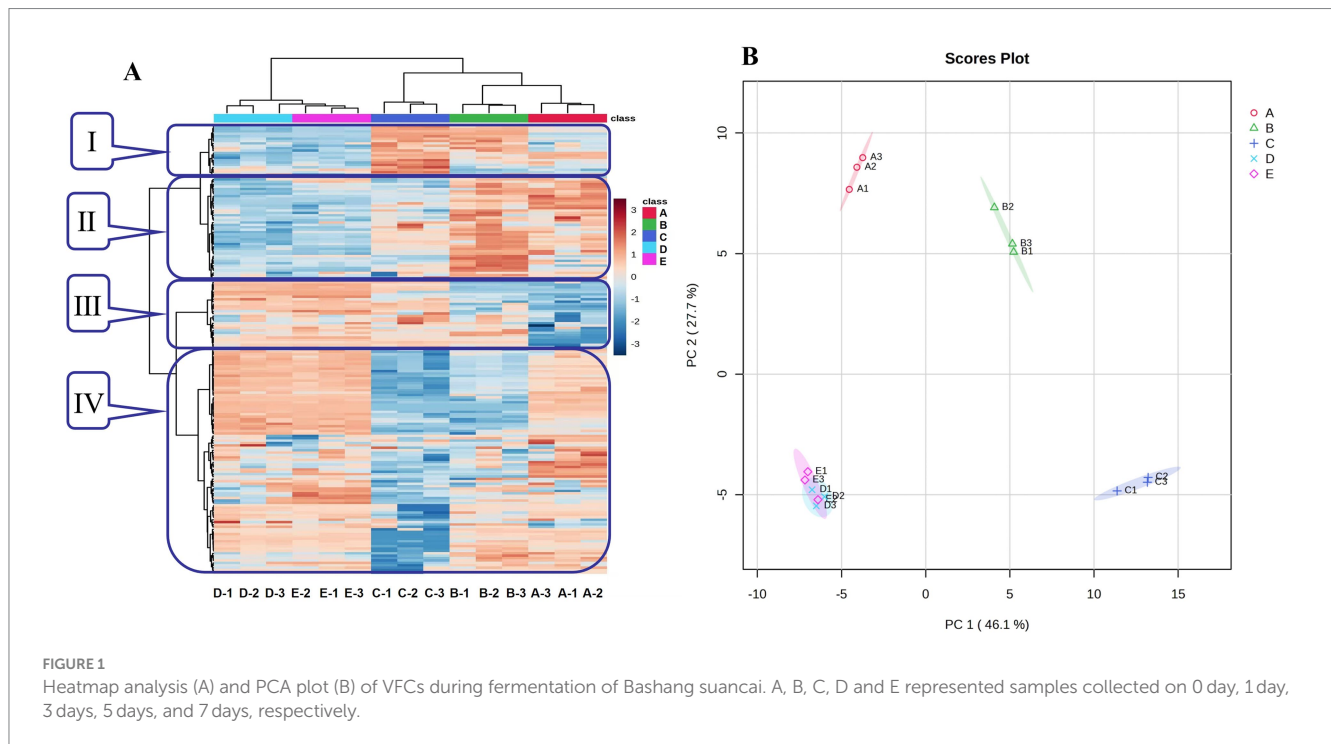 A
I
II
III
IV
class
class
A
B
C
D
E
3
2
1
0
-1
-2
-3
D-1 D-2 D-3 E-2 E-1 E-3 C-1 C-2 C-3 B-1 B-2 B-3 A-3 A-1 A-2
B
Scores Plot
A
B
C
D
E
PC 2 ( 27.7 %)
10
5
0
-5
A3
A2
A1
B2
B3
B1
E1
E3
D1
D2
E2
D3
C2
C3
C1
-10 -5 0 5 10 15
PC 1 ( 46.1 %)
FIGURE 1
Heatmap analysis (A) and PCA plot (B) of VFCs during fermentation of Bashang suancai. A, B, C, D and E represented samples collected on 0 day, 1 day,
3 days, 5 days, and 7 days, respectively.